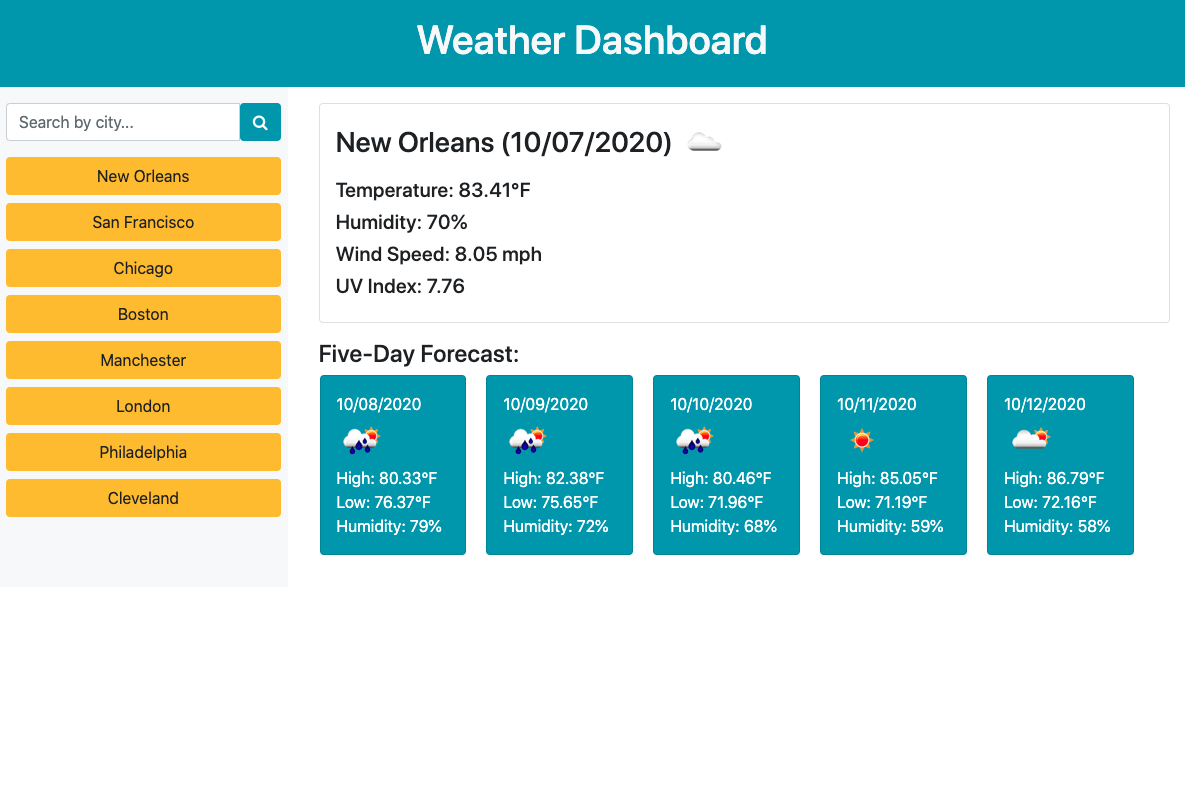 Weather Dashboard
Search by city...
New Orleans
San Francisco
Chicago
Boston
Manchester
London
Philadelphia
Cleveland
New Orleans (10/07/2020)
Temperature: 83.41°F
Humidity: 70%
Wind Speed: 8.05 mph
UV Index: 7.76
Five-Day Forecast:
10/08/2020
High: 80.33°F
Low: 76.37°F
Humidity: 79%
10/09/2020
High: 82.38°F
Low: 75.65°F
Humidity: 72%
10/10/2020
High: 80.46°F
Low: 71.96°F
Humidity: 68%
10/11/2020
High: 85.05°F
Low: 71.19°F
Humidity: 59%
10/12/2020
High: 86.79°F
Low: 72.16°F
Humidity: 58%